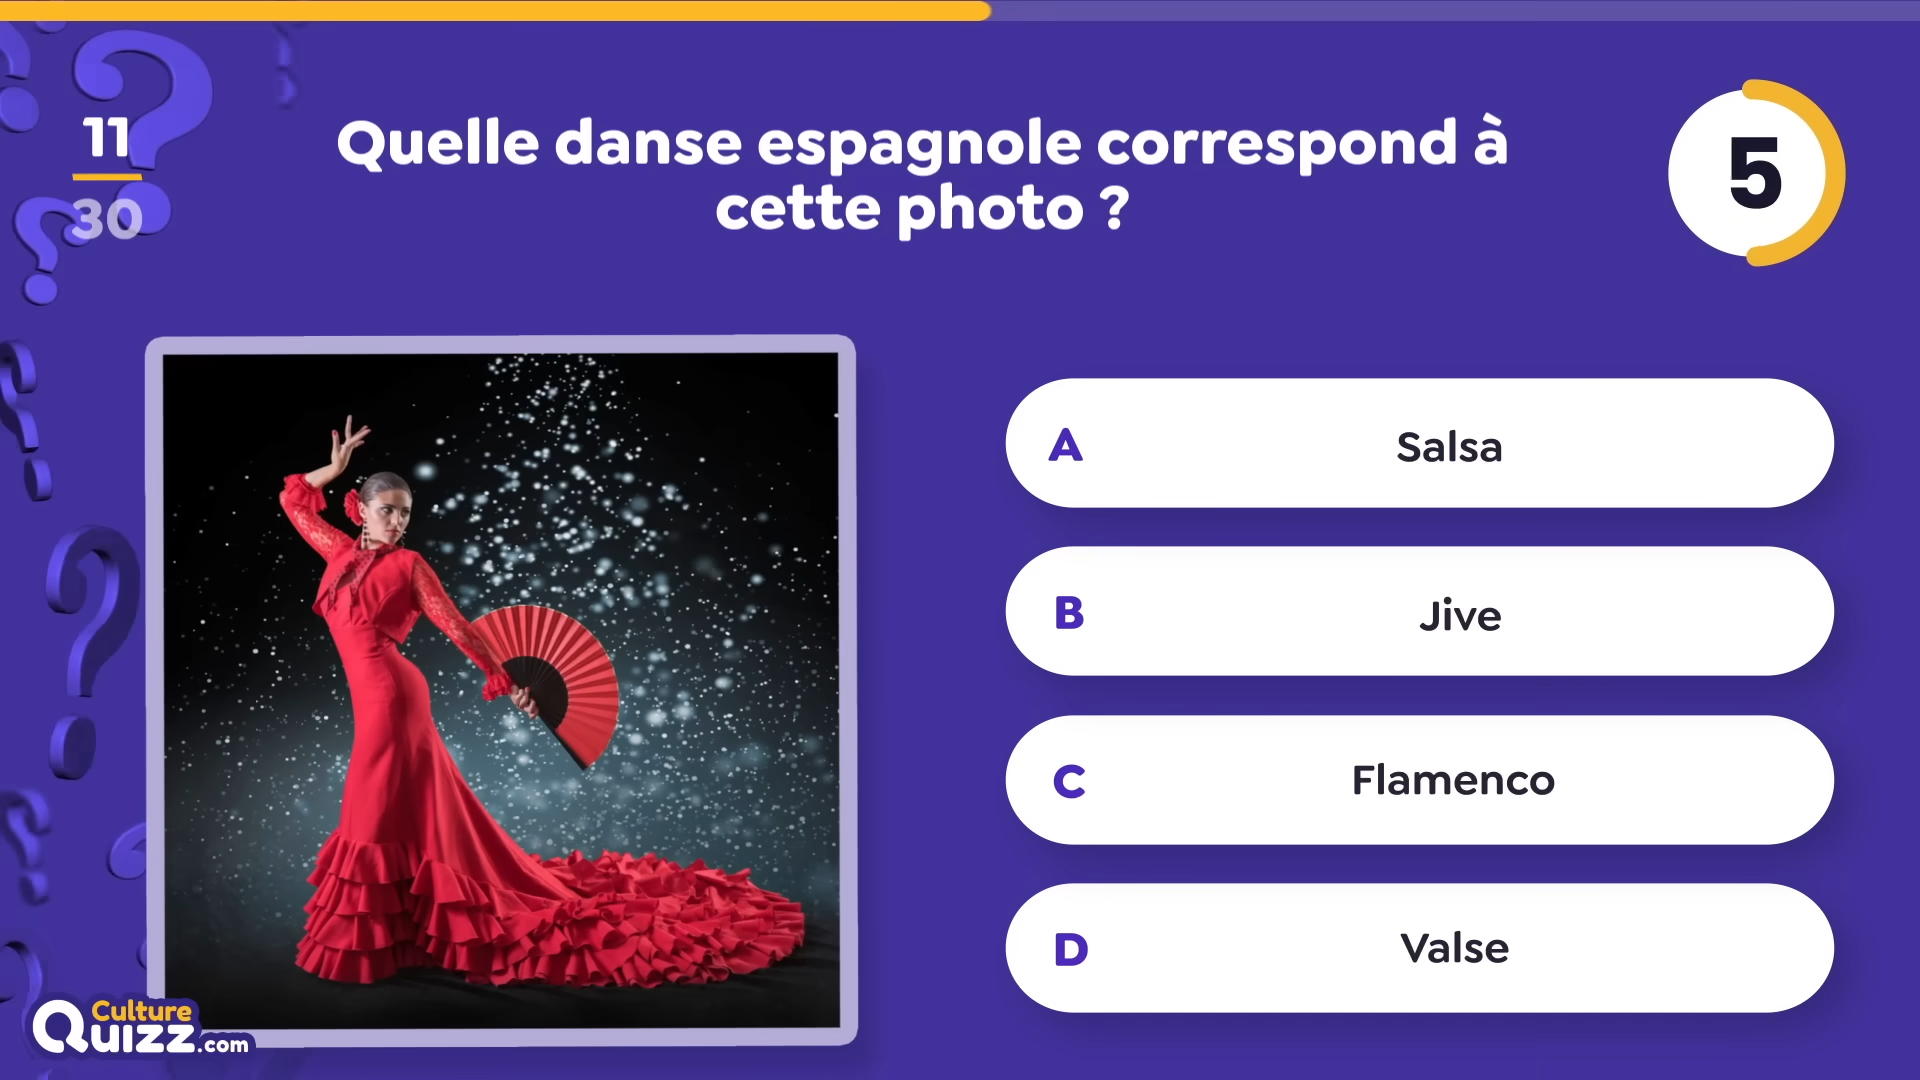 11
30
Quelle danse espagnole correspond à
cette photo ?
5
A Salsa
B Jive
C Flamenco
D Valse
Culture
Quizz.com